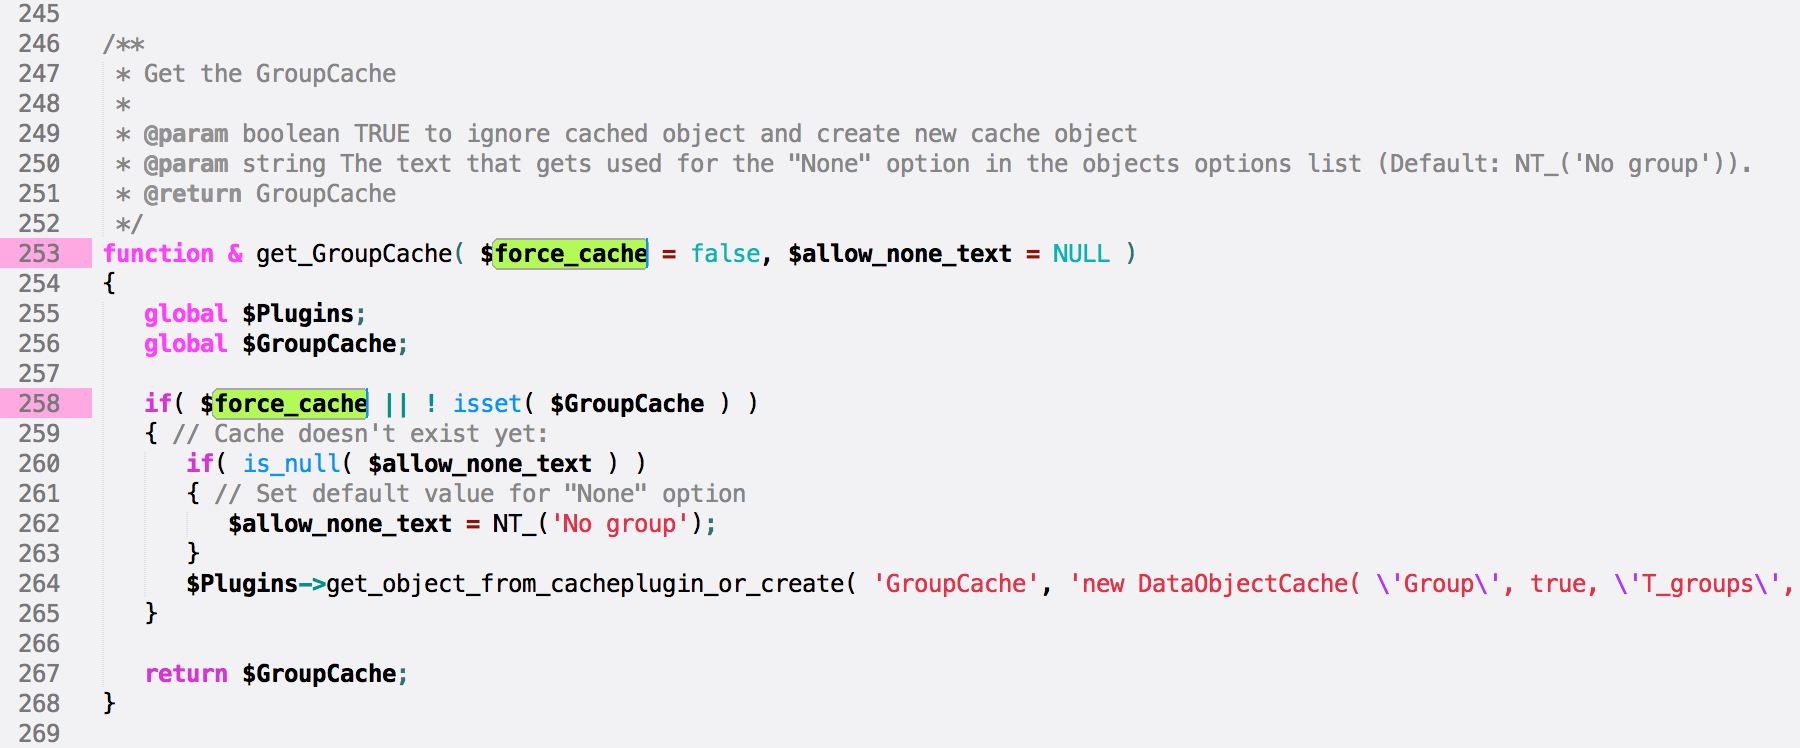 245
246 /**
247  * Get the GroupCache
248  *
249  * @param boolean TRUE to ignore cached object and create new cache object
250  * @param string The text that gets used for the "None" option in the objects options list (Default: NT_('No group')).
251  * @return GroupCache
252  */
253 function & get_GroupCache( $force_cache = false, $allow_none_text = NULL )
254 {
255    global $Plugins;
256    global $GroupCache;
257
258    if( $force_cache || ! isset( $GroupCache ) )
259    { // Cache doesn't exist yet:
260       if( is_null( $allow_none_text ) )
261       { // Set default value for "None" option
262          $allow_none_text = NT_('No group');
263       }
264       $Plugins->get_object_from_cacheplugin_or_create( 'GroupCache', 'new DataObjectCache( \'Group\', true, \'T_groups\',
265    }
266
267    return $GroupCache;
268 }
269